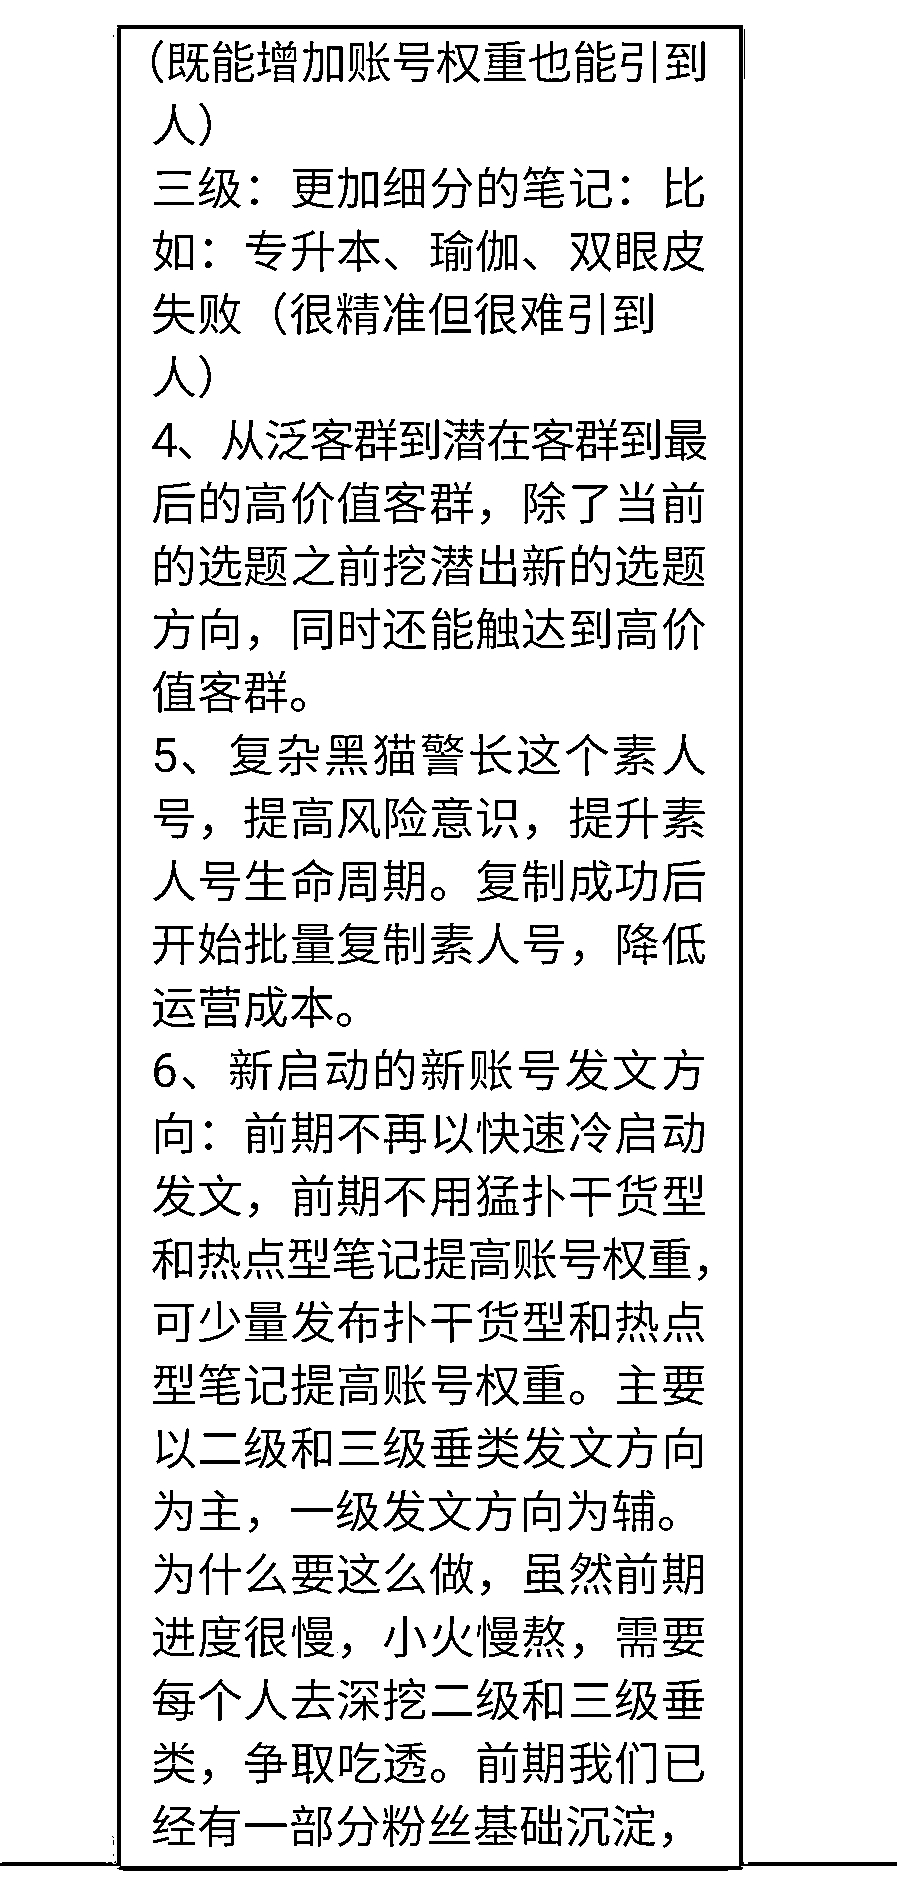 （既能增加账号权重也能引到
人）
三级：更加细分的笔记：比
如：专升本、瑜伽、双眼皮
失败（很精准但很难引到
人）
4、从泛客群到潜在客群到最
后的高价值客群，除了当前
的选题之前挖潜出新的选题
方向，同时还能触达到高价
值客群。
5、复杂黑猫警长这个素人
号，提高风险意识，提升素
人号生命周期。复制成功后
开始批量复制素人号，降低
运营成本。
6、新启动的新账号发文方
向：前期不再以快速冷启动
发文，前期不用猛扑干货型
和热点型笔记提高账号权重，
可少量发布扑干货型和热点
型笔记提高账号权重。主要
以二级和三级垂类发文方向
为主，一级发文方向为辅。
为什么要这么做，虽然前期
进度很慢，小火慢熬，需要
每个人去深挖二级和三级垂
类，争取吃透。前期我们已
经有一部分粉丝基础沉淀，